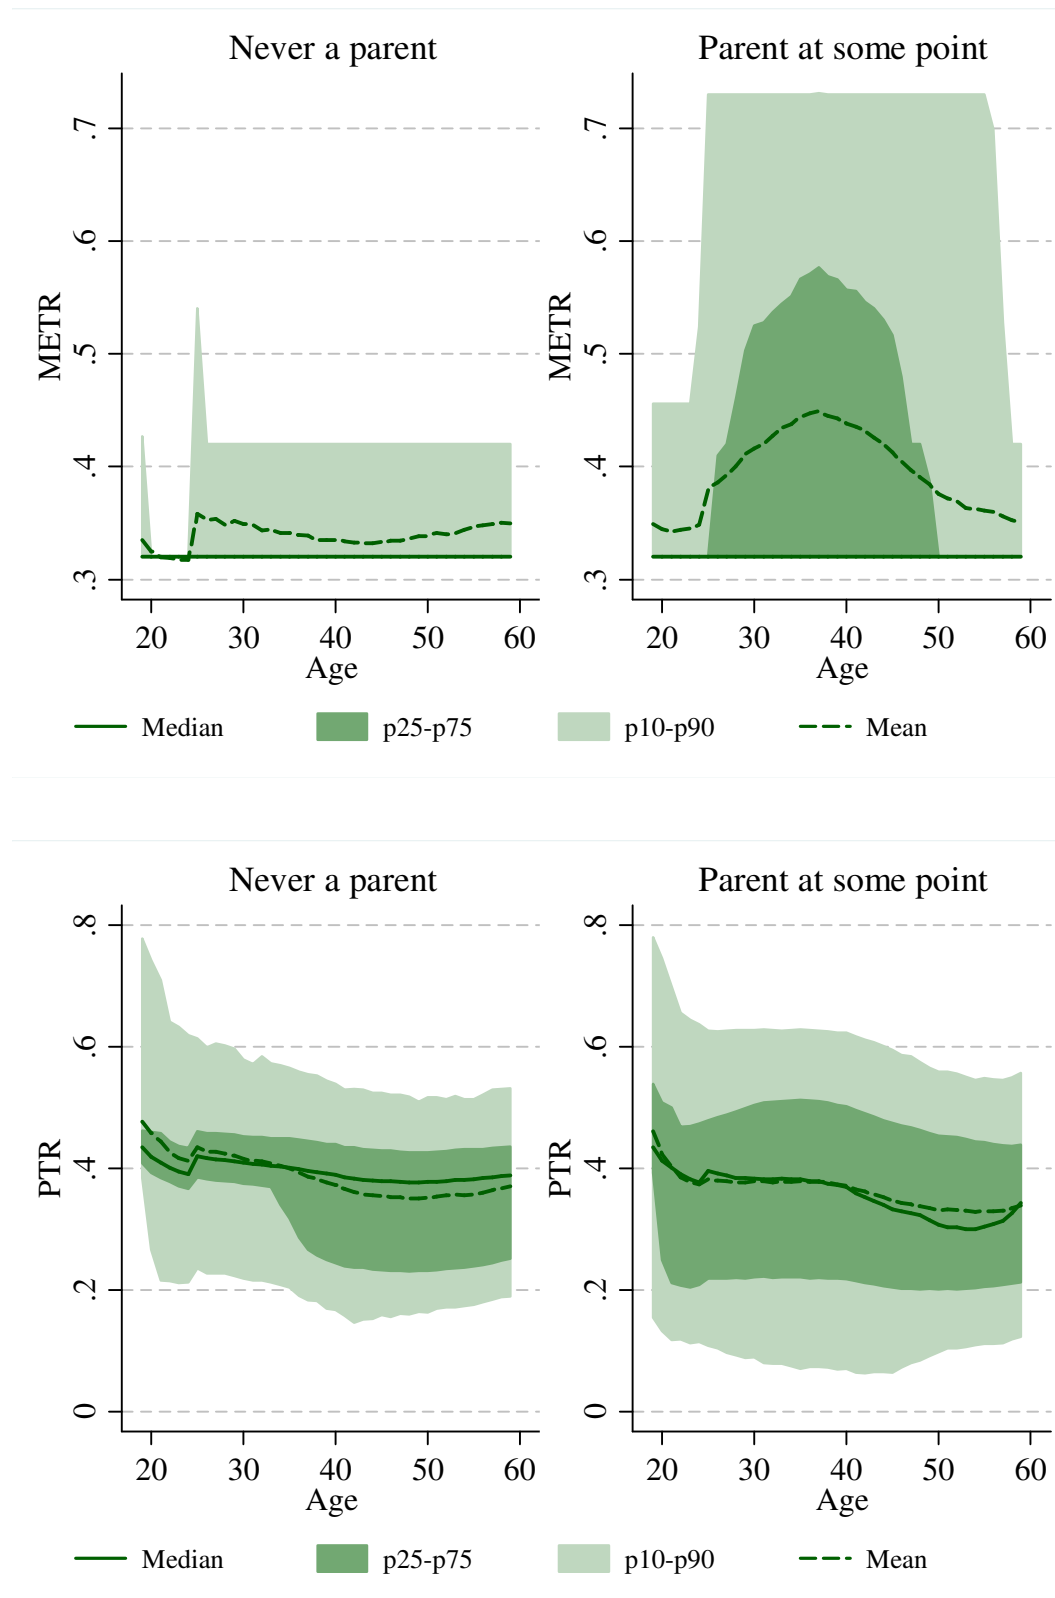 Never a parent
Parent at some point
METR
.7
.6
.5
.4
.3
20 30 40 50 60
Age
METR
.7
.6
.5
.4
.3
20 30 40 50 60
Age
Median p25-p75 p10-p90 Mean
Never a parent
Parent at some point
PTR
.8
.6
.4
.2
0
20 30 40 50 60
Age
PTR
.8
.6
.4
.2
0
20 30 40 50 60
Age
Median p25-p75 p10-p90 Mean